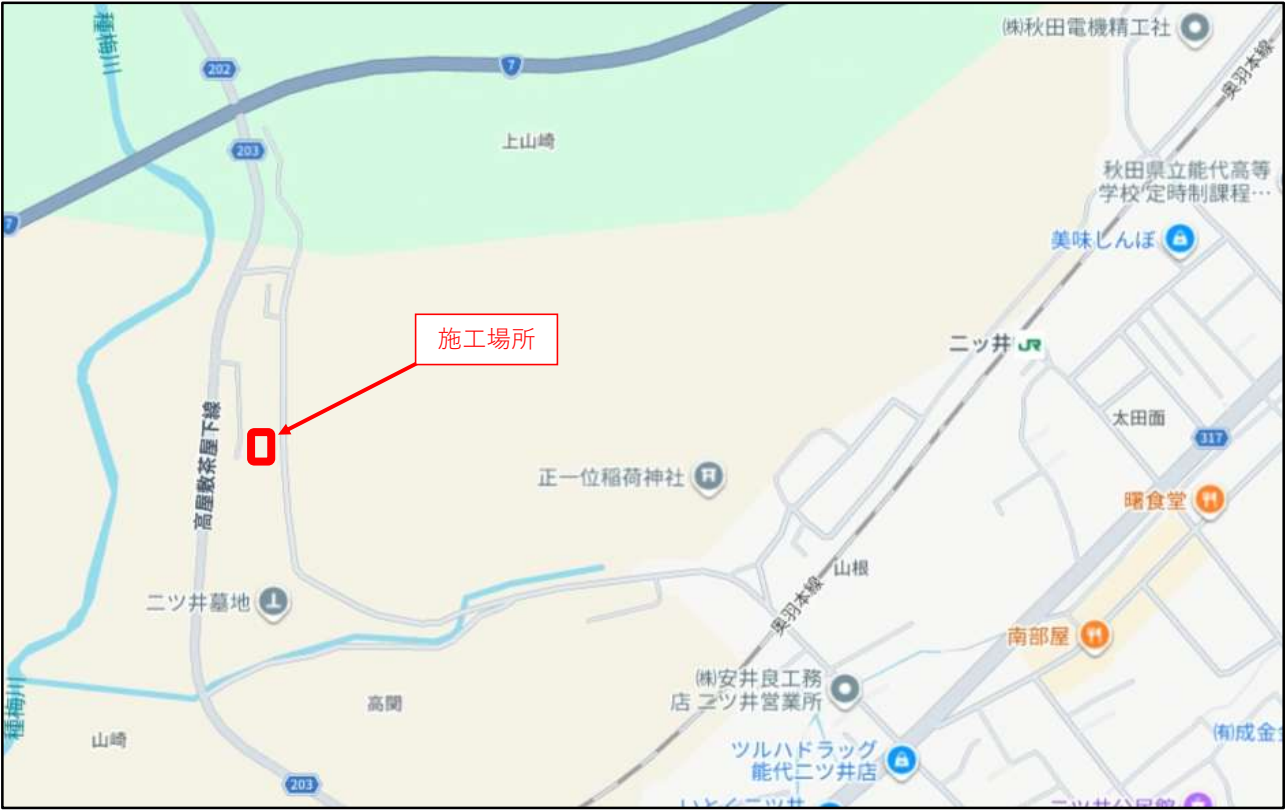 ㈱秋田電機精工社
種梅川
202
7
奥羽本線
上山崎
203
秋田県立能代高等
学校 定時制課程…
7
美味しんぼ
施工場所
二ッ井 JR
太田面
317
高屋敷茶屋下線
正一位稲荷神社
曙食堂
山根
奥羽本線
二ツ井墓地
南部屋
㈱安井良工務
店 二ツ井営業所
種梅川
高関
山崎
㈲成金
ツルハドラッグ
能代二ツ井店
203